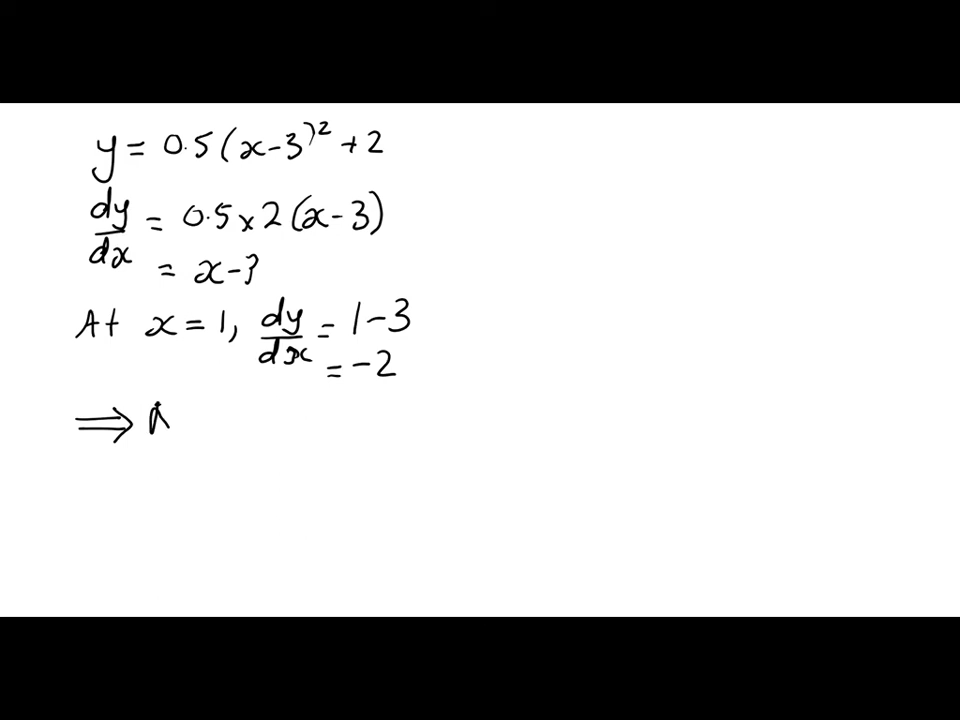 y = 0.5(x-3)² + 2
dy/dx = 0.5 × 2(x-3)
= x-3
At x = 1, dy/dx = 1-3
= -2
⇒